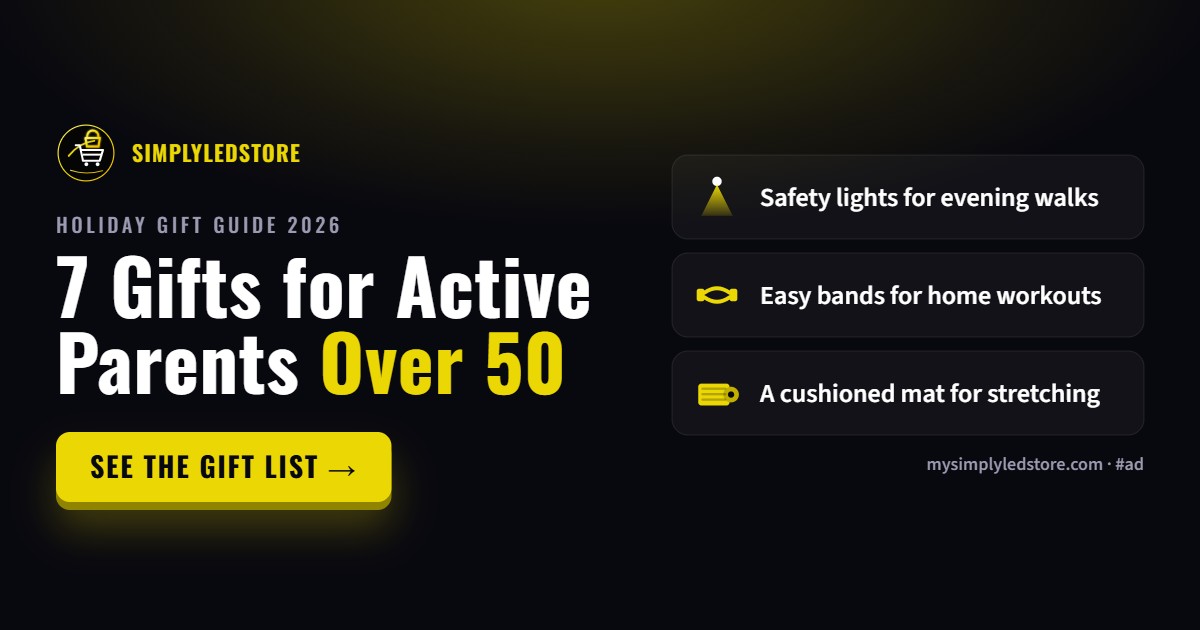 SIMPLYLEDSTORE
HOLIDAY GIFT GUIDE 2026
7 Gifts for Active
Parents Over 50
SEE THE GIFT LIST →
Safety lights for evening walks
Easy bands for home workouts
A cushioned mat for stretching
mysimplyledstore.com · #ad